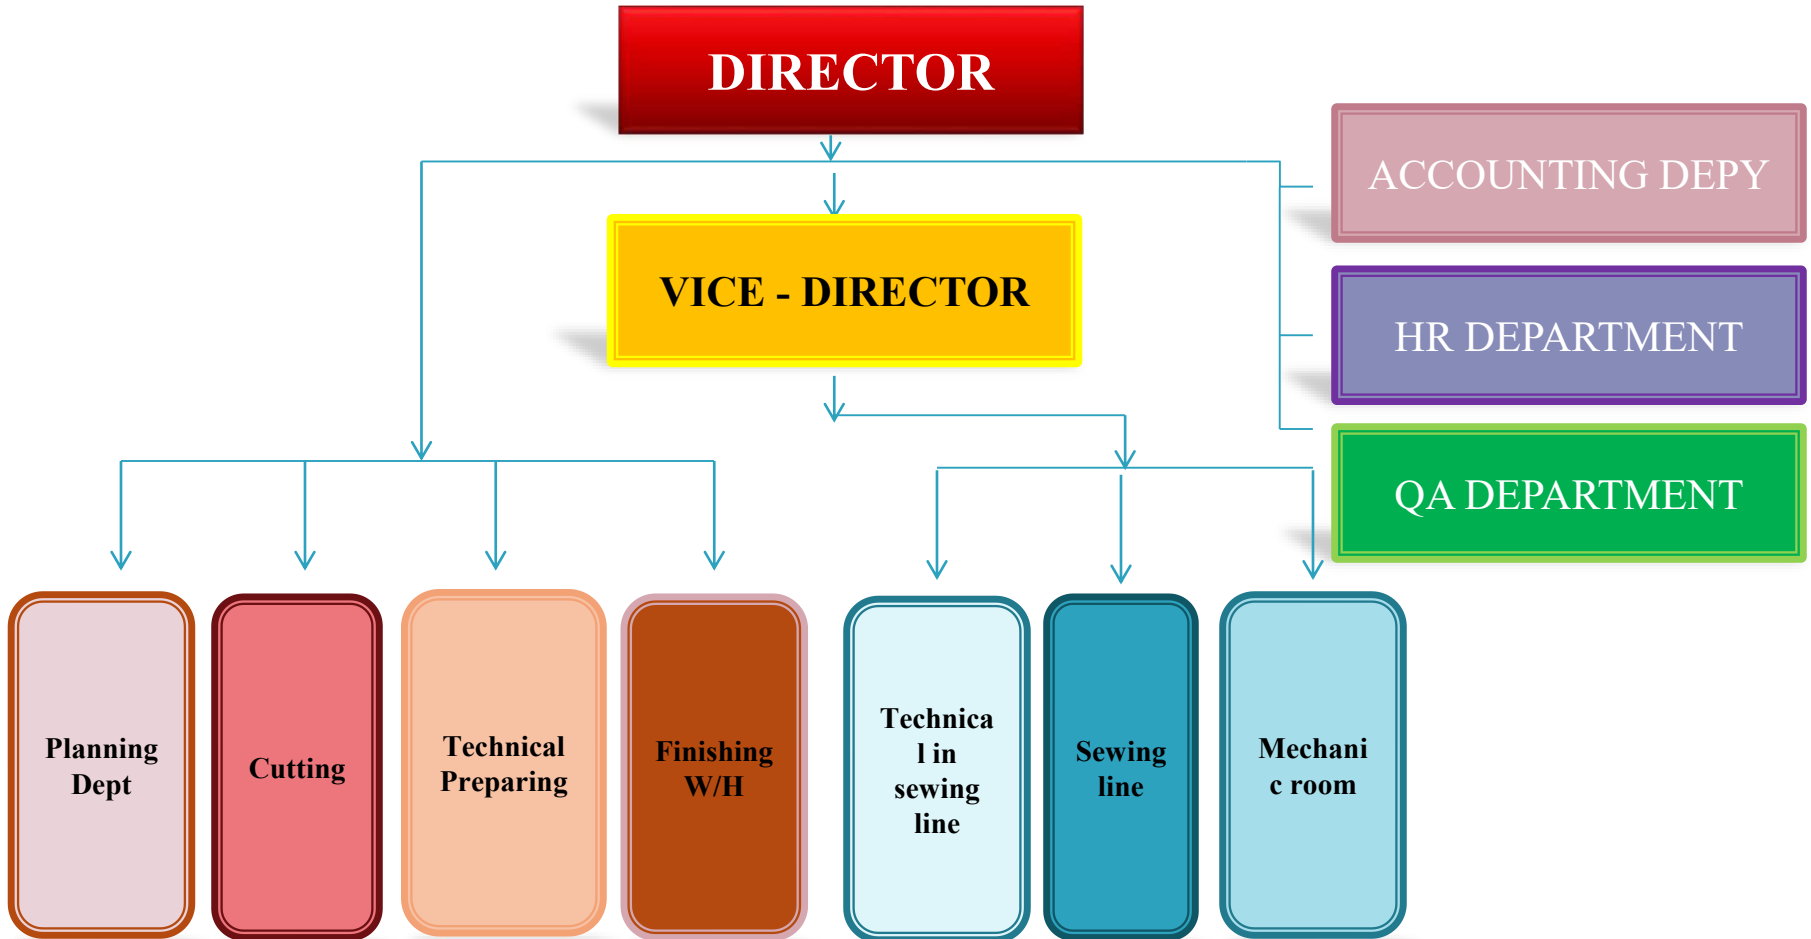 DIRECTOR
ACCOUNTING DEPY
VICE - DIRECTOR
HR DEPARTMENT
QA DEPARTMENT
Planning
Dept
Cutting
Technical
Preparing
Finishing
W/H
Technica
l in
sewing
line
Sewing
line
Mechani
c room